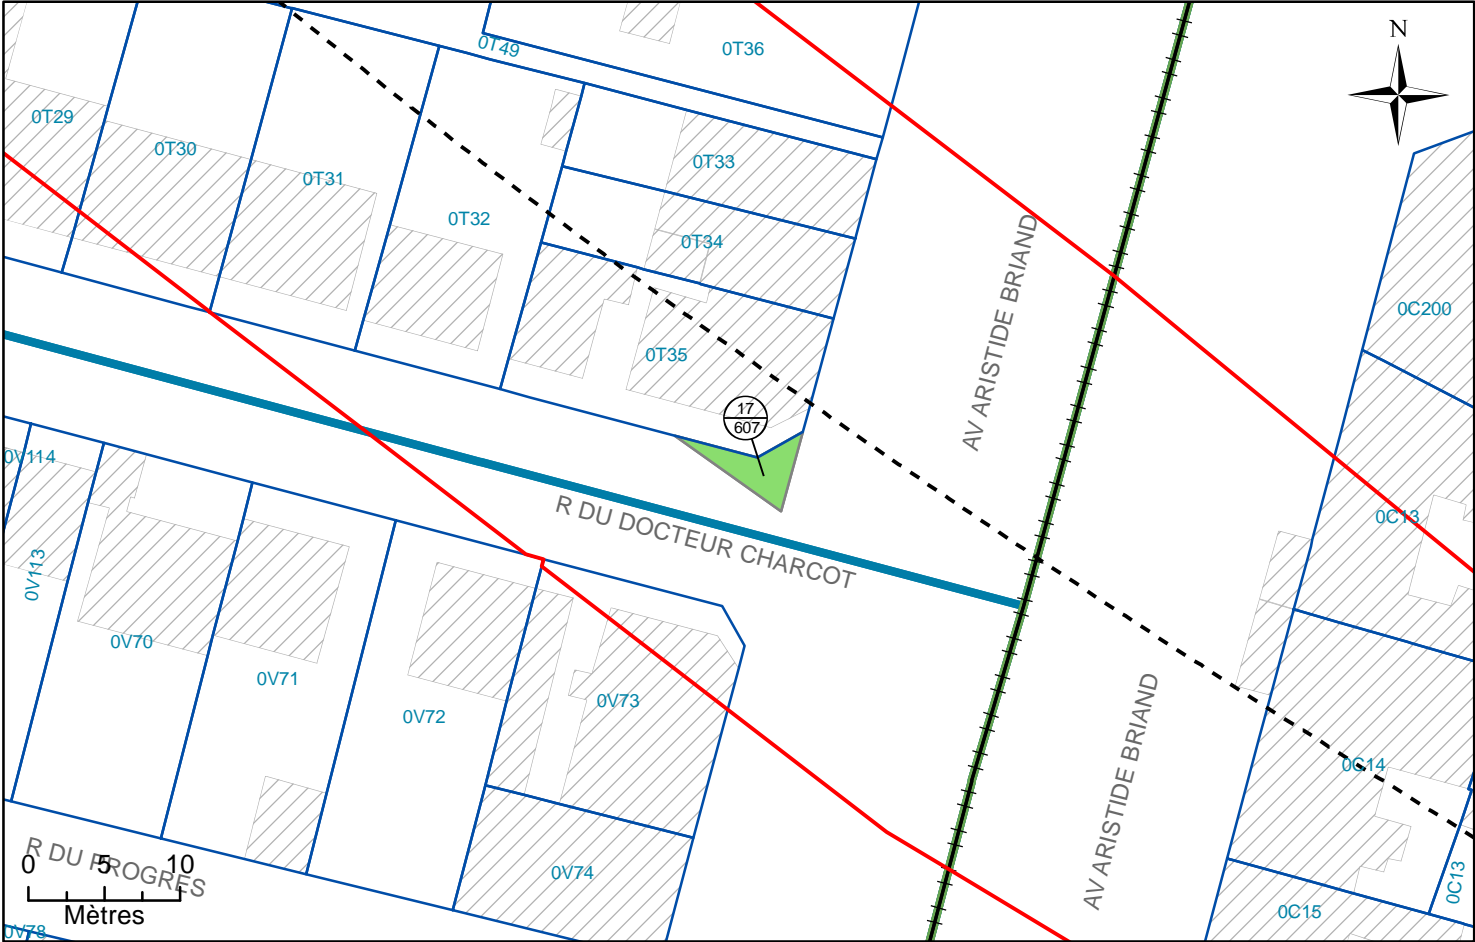 N
0T49
0T36
0T29
0T30
0T31
0T32
0T33
0T34
0T35
17
607
AV ARISTIDE BRIAND
0C200
0C13
0V114
0V113
R DU DOCTEUR CHARCOT
0V70
0V71
0V72
0V73
AV ARISTIDE BRIAND
0C14
0C13
0C15
0V74
R DU PROGRES
0 5 10
Mètres
0V78